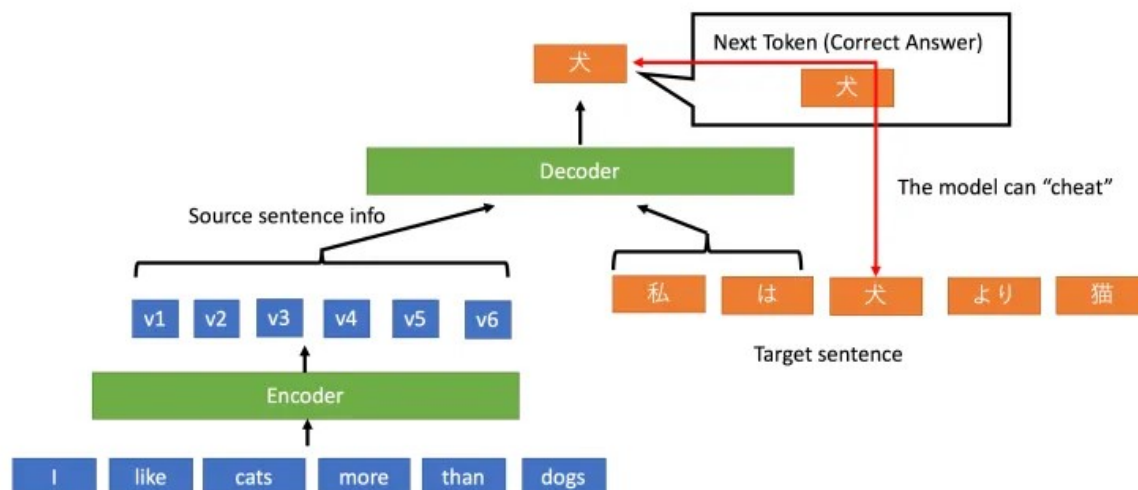 Next Token (Correct Answer)
犬
犬
Decoder
The model can “cheat”
Source sentence info
私 は 犬 より 猫
v1 v2 v3 v4 v5 v6
Target sentence
Encoder
I like cats more than dogs